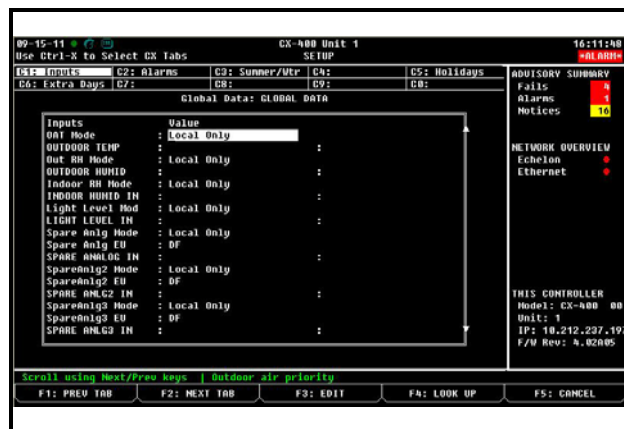 09-15-11 CX-400 Unit 1 16:11:48
Use Ctrl-X to Select CX Tabs SETUP *ALARM*
C1: Inputs C2: Alarms C3: Summer/Wtr C4: C5: Holidays
C6: Extra Days C7: C8: C9: C0:
Global Data: GLOBAL DATA
Inputs Value
OAT Mode : Local Only
OUTDOOR TEMP : :
Out RH Mode : Local Only
OUTDOOR HUMID : :
Indoor RH Mode : Local Only
INDOOR HUMID IN : :
Light Level Mod : Local Only
LIGHT LEVEL IN : :
Spare Anlg Mode : Local Only
Spare Anlg EU : DF
SPARE ANALOG IN : :
SpareAnlg2 Mode : Local Only
SpareAnlg2 EU : DF
SPARE ANLG2 IN : :
SpareAnlg3 Mode : Local Only
SpareAnlg3 EU : DF
SPARE ANLG3 IN : :
ADVISORY SUMMARY
Fails 4
Alarms 1
Notices 16
NETWORK OVERVIEW
Echelon
Ethernet
THIS CONTROLLER
Model: CX-400 00
Unit: 1
IP: 10.212.237.197
F/W Rev: 4.02A05
Scroll using Next/Prev keys | Outdoor air priority
F1: PREV TAB F2: NEXT TAB F3: EDIT F4: LOOK UP F5: CANCEL